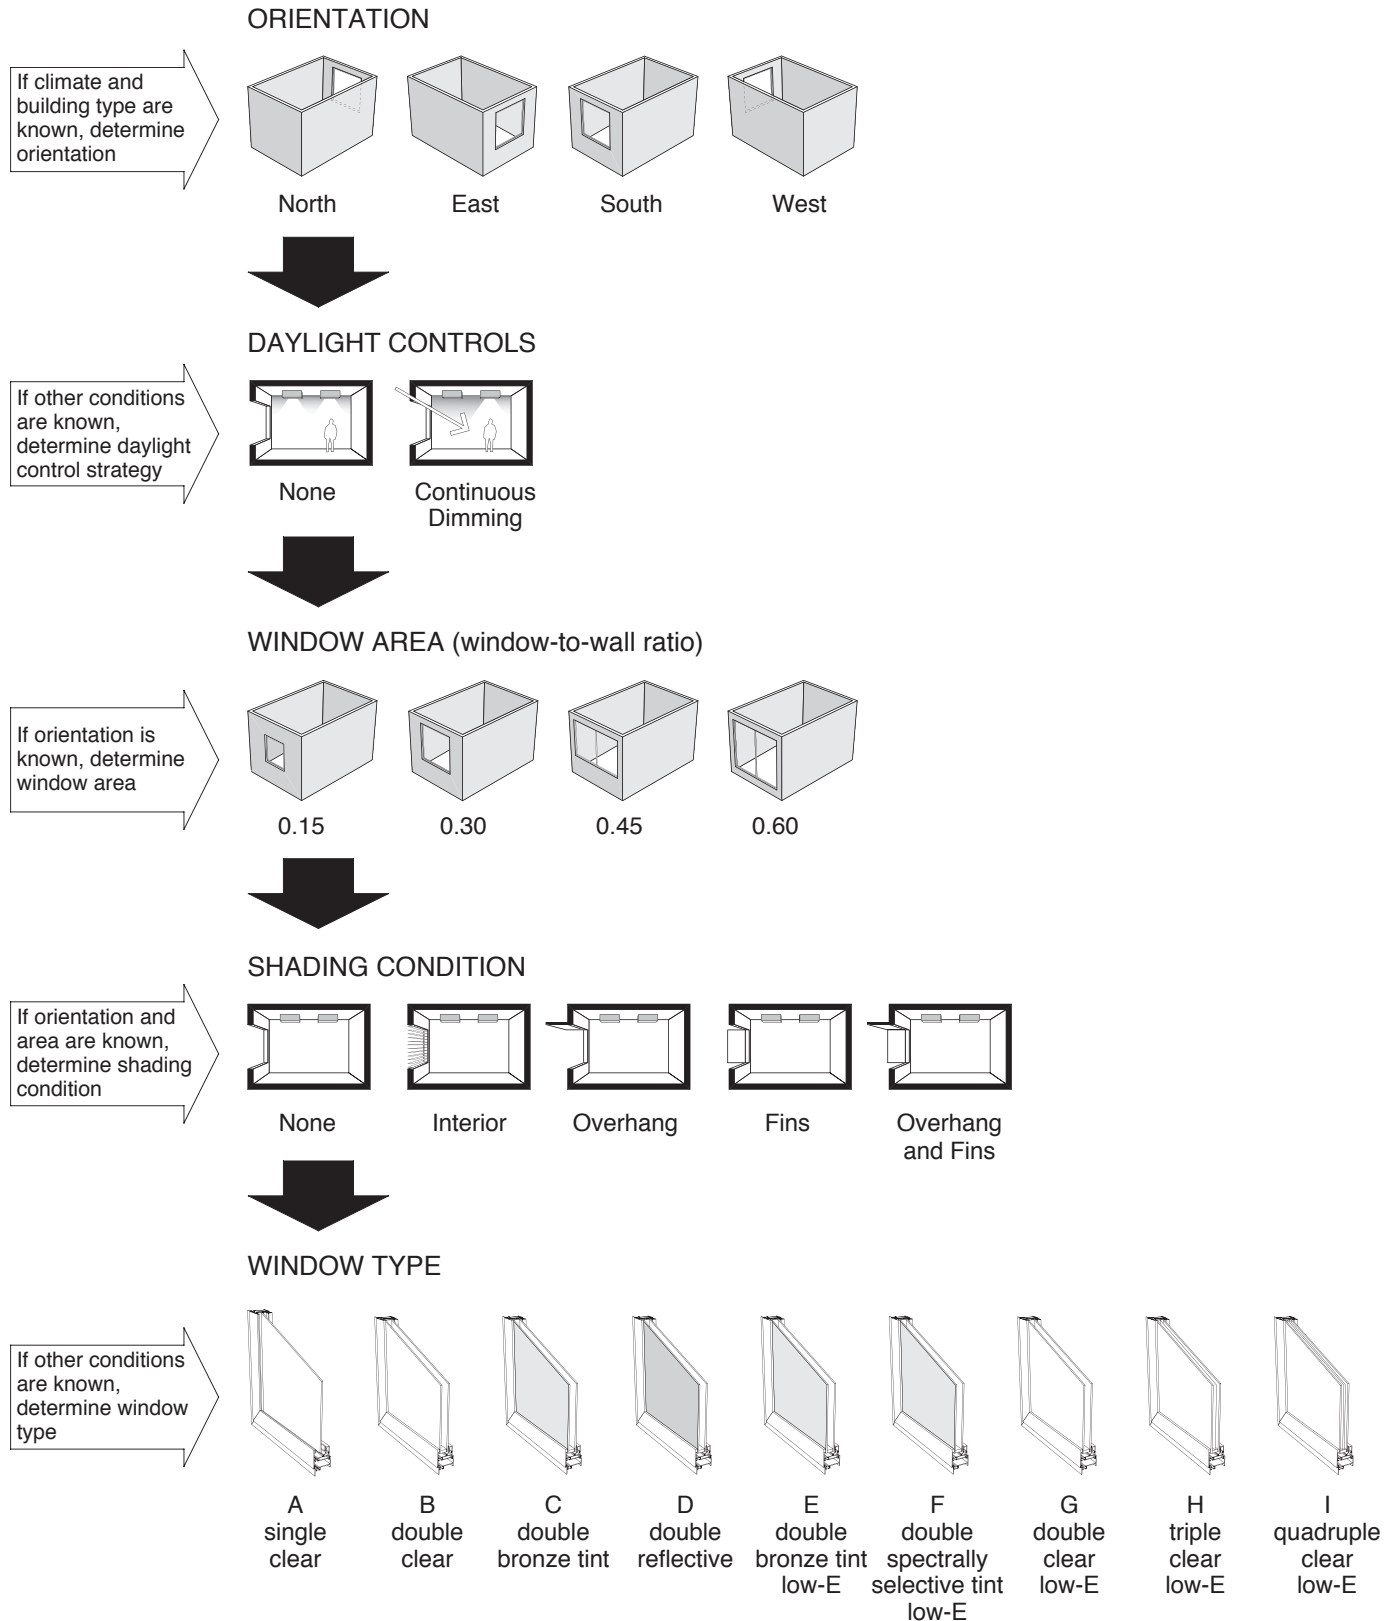 ORIENTATION
If climate and
building type are
known, determine
orientation
North
East
South
West
DAYLIGHT CONTROLS
If other conditions
are known,
determine daylight
control strategy
None
Continuous
Dimming
WINDOW AREA (window-to-wall ratio)
If orientation is
known, determine
window area
0.15
0.30
0.45
0.60
SHADING CONDITION
If orientation and
area are known,
determine shading
condition
None
Interior
Overhang
Fins
Overhang
and Fins
WINDOW TYPE
If other conditions
are known,
determine window
type
A
single
clear
B
double
clear
C
double
bronze tint
D
double
reflective
E
double
bronze tint
low-E
F
double
spectrally
selective tint
low-E
G
double
clear
low-E
H
triple
clear
low-E
I
quadruple
clear
low-E